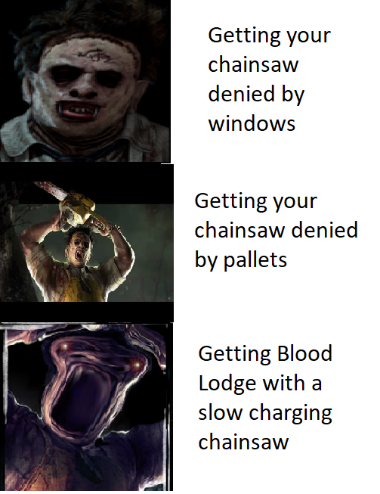 Getting your
chainsaw
denied by
windows
Getting your
chainsaw denied
by pallets
Getting Blood
Lodge with a
slow charging
chainsaw